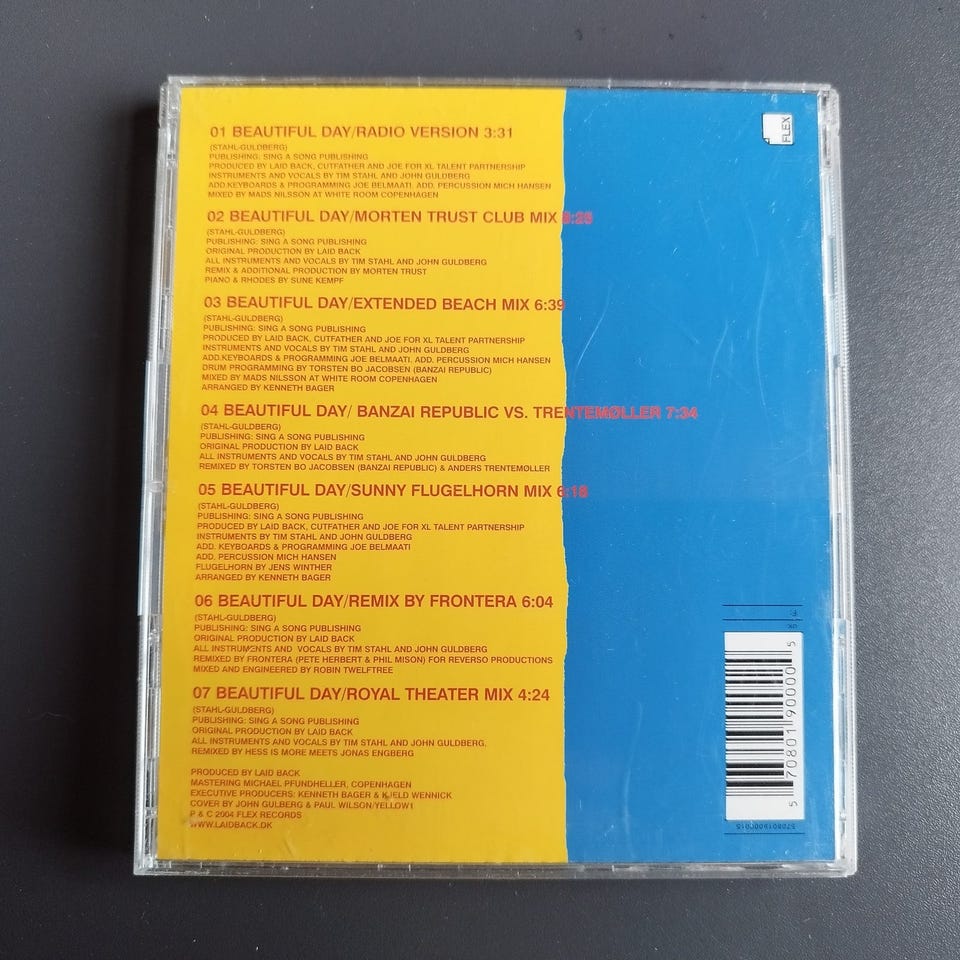 01 BEAUTIFUL DAY/RADIO VERSION 3:31
(STAHL-GULDBERG)
PUBLISHING: SING A SONG PUBLISHING
PRODUCED BY LAID BACK, CUTFATHER AND JOE FOR XL TALENT PARTNERSHIP
INSTRUMENTS AND VOCALS BY TIM STAHL AND JOHN GULDBERG
ADD.KEYBOARDS & PROGRAMMING JOE BELMAATI, ADD. PERCUSSION MICH HANSEN
MIXED BY MADS NILSSON AT WHITE ROOM COPENHAGEN
02 BEAUTIFUL DAY/MORTEN TRUST CLUB MIX
(STAHL-GULDBERG)
PUBLISHING: SING A SONG PUBLISHING
ORIGINAL PRODUCTION BY LAID BACK
ALL INSTRUMENTS AND VOCALS BY TIM STAHL AND JOHN GULDBERG
REMIX & ADDITIONAL PRODUCTION BY MORTEN TRUST
PIANO & RHODES BY SUNE KEMPF
03 BEAUTIFUL DAY/EXTENDED BEACH MIX 6:39
(STAHL-GULDBERG)
PUBLISHING: SING A SONG PUBLISHING
PRODUCED BY LAID BACK, CUTFATHER AND JOE FOR XL TALENT PARTNERSHIP
INSTRUMENTS AND VOCALS BY TIM STAHL AND JOHN GULDBERG
ADD.KEYBOARDS & PROGRAMMING JOE BELMAATI, ADD. PERCUSSION MICH HANSEN
DRUM PROGRAMMING BY TORSTEN BO JACOBSEN (BANZAI REPUBLIC)
MIXED BY MADS NILSSON AT WHITE ROOM COPENHAGEN
ARRANGED BY KENNETH BAGER
04 BEAUTIFUL DAY/ BANZAI REPUBLIC VS. TRENTEMØLLER 7:34
(STAHL-GULDBERG)
PUBLISHING: SING A SONG PUBLISHING
ORIGINAL PRODUCTION BY LAID BACK
ALL INSTRUMENTS AND VOCALS BY TIM STAHL AND JOHN GULDBERG
REMIXED BY TORSTEN BO JACOBSEN (BANZAI REPUBLIC) & ANDERS TRENTEMØLLER
05 BEAUTIFUL DAY/SUNNY FLUGELHORN MIX 6:18
(STAHL-GULDBERG)
PUBLISHING: SING A SONG PUBLISHING
PRODUCED BY LAID BACK, CUTFATHER AND JOE FOR XL TALENT PARTNERSHIP
INSTRUMENTS BY TIM STAHL AND JOHN GULDBERG
ADD. KEYBOARDS & PROGRAMMING JOE BELMAATI
ADD. PERCUSSION MICH HANSEN
FLUGELHORN BY JENS WINTHER
ARRANGED BY KENNETH BAGER
06 BEAUTIFUL DAY/REMIX BY FRONTERA 6:04
(STAHL-GULDBERG)
PUBLISHING: SING A SONG PUBLISHING
ORIGINAL PRODUCTION BY LAID BACK
ALL INSTRUMENTS AND VOCALS BY TIM STAHL AND JOHN GULDBERG
REMIXED BY FRONTERA (PETE HERBERT & PHIL MISON) FOR REVERSO PRODUCTIONS
MIXED AND ENGINEERED BY ROBIN TWELFTREE
07 BEAUTIFUL DAY/ROYAL THEATER MIX 4:24
(STAHL-GULDBERG)
PUBLISHING: SING A SONG PUBLISHING
ORIGINAL PRODUCTION BY LAID BACK
ALL INSTRUMENTS AND VOCALS BY TIM STAHL AND JOHN GULDBERG.
REMIXED BY HESS IS MORE MEETS JONAS ENGBERG
PRODUCED BY LAID BACK
MASTERING MICHAEL PFUNDHELLER, COPENHAGEN
EXECUTIVE PRODUCERS: KENNETH BAGER & KJELD WENNICK
COVER BY JOHN GULBERG & PAUL WILSON/YELLOW1
P & C 2004 FLEX RECORDS
WWW.LAIDBACK.DK
FLEX
F:
UK:
5 708019 000015
5708019000015